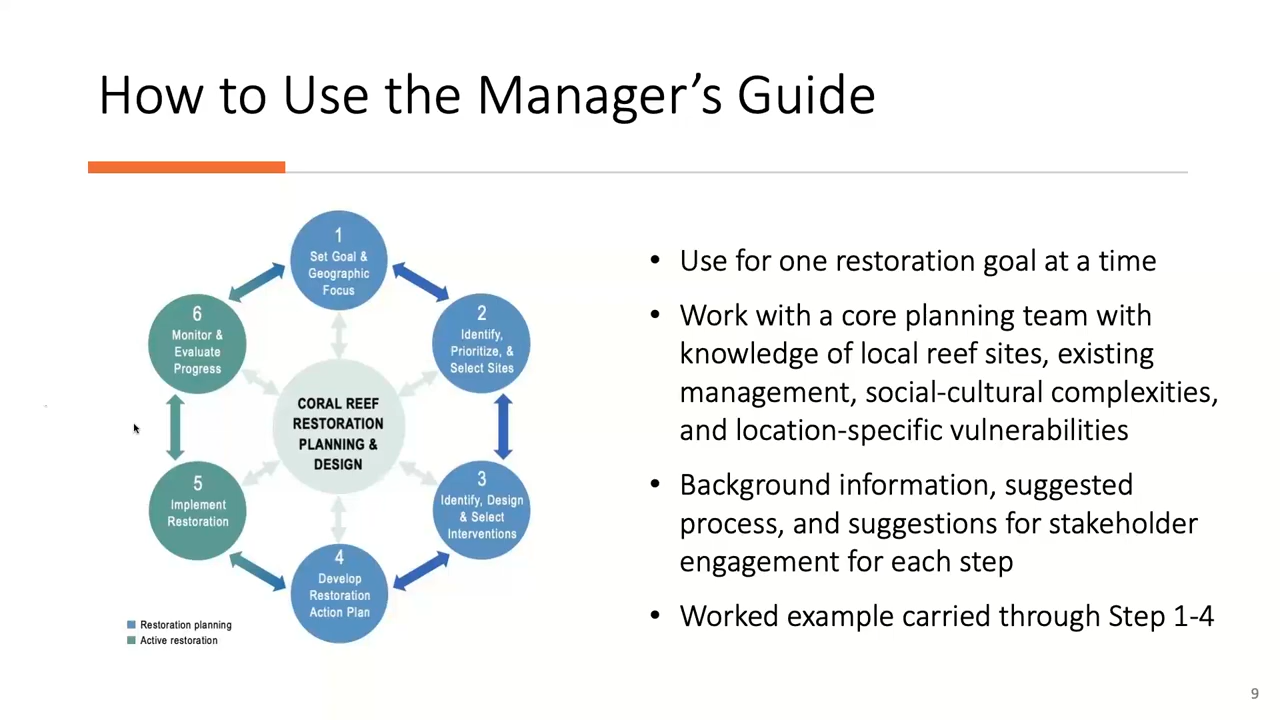 How to Use the Manager’s Guide
1
Set Goal &
Geographic
Focus
2
Identify,
Prioritize, &
Select Sites
3
Identify, Design
& Select
Interventions
4
Develop
Restoration
Action Plan
5
Implement
Restoration
6
Monitor &
Evaluate
Progress
CORAL REEF
RESTORATION
PLANNING &
DESIGN
Restoration planning
Active restoration
• Use for one restoration goal at a time
• Work with a core planning team with
knowledge of local reef sites, existing
management, social-cultural complexities,
and location-specific vulnerabilities
• Background information, suggested
process, and suggestions for stakeholder
engagement for each step
• Worked example carried through Step 1-4
9